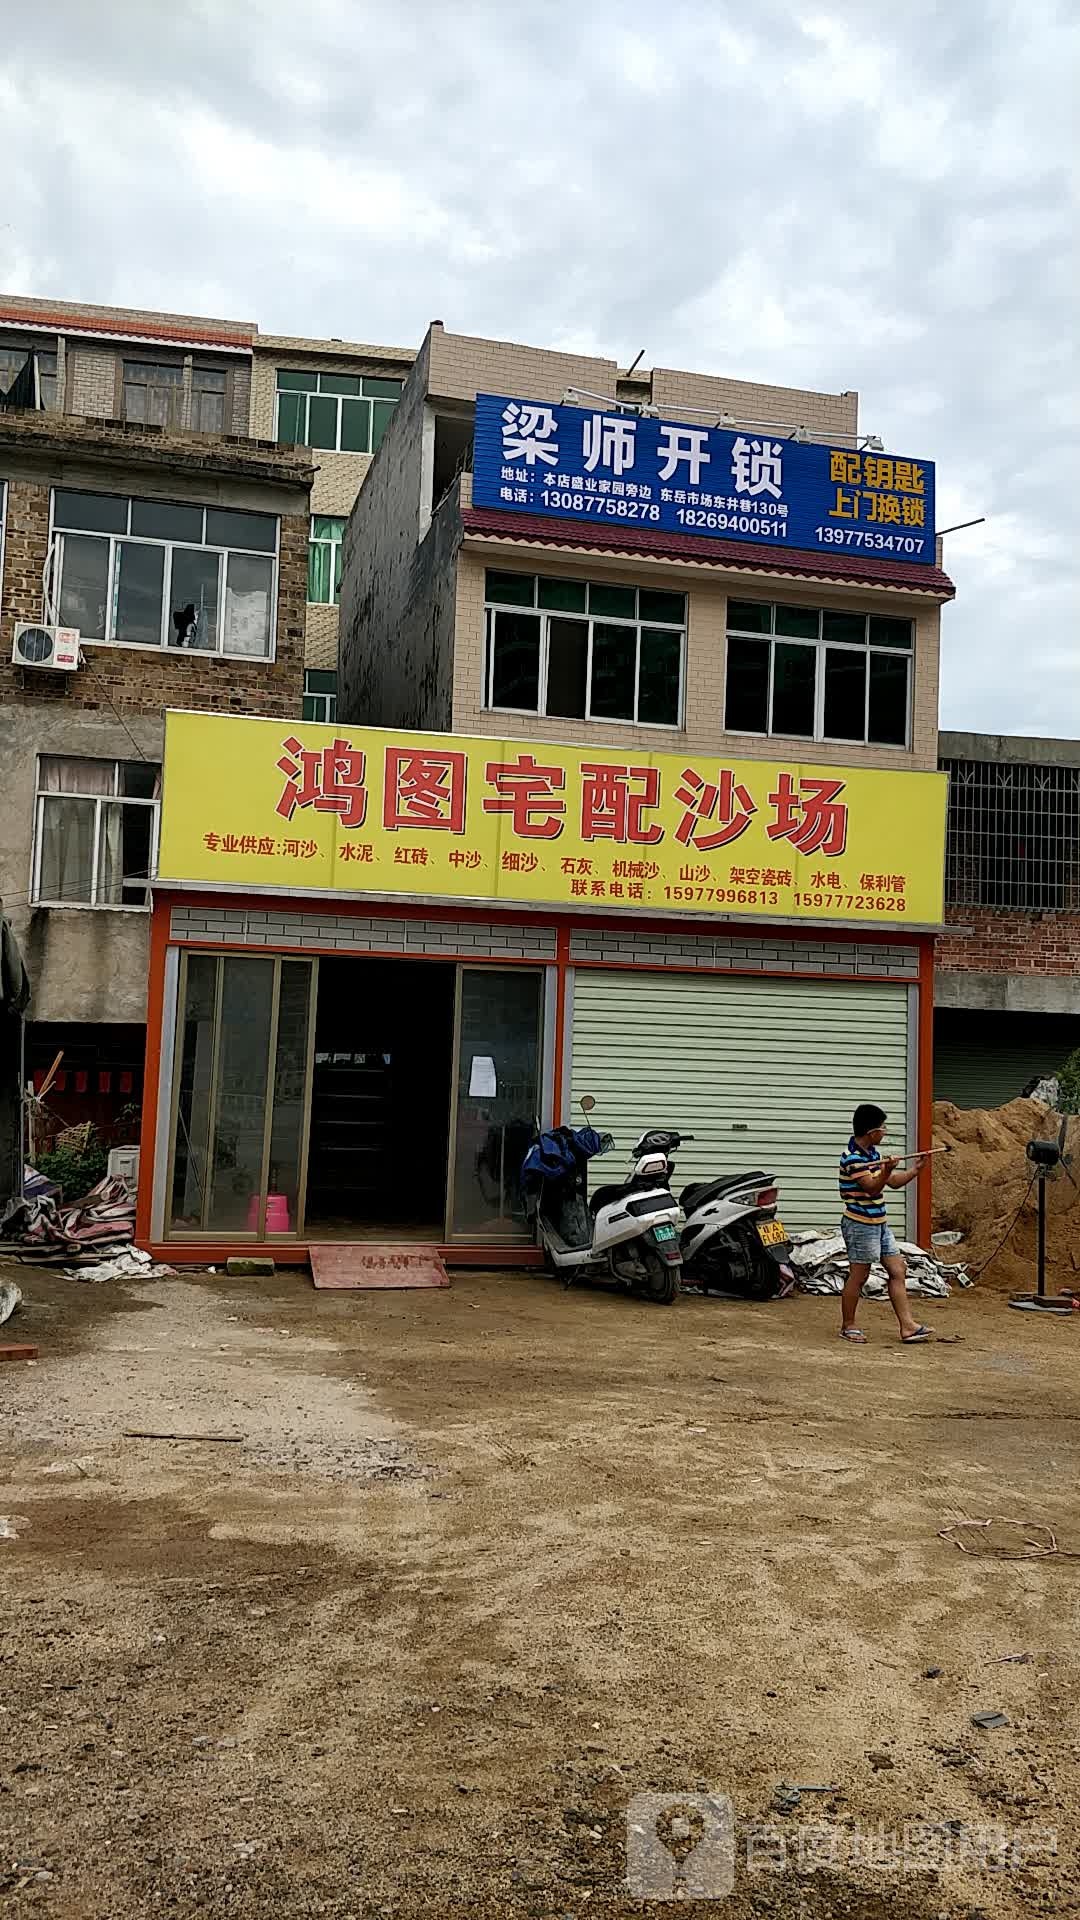 梁师开锁
配钥匙
上门换锁
地址：本店盛业家园旁边 东岳市场东井巷130号
电话：13087758278 18269400511 13977534707
鸿图宅配沙场
专业供应:河沙、水泥、红砖、中沙、细沙、石灰、机械沙、山沙、架空瓷砖、水电、保利管
联系电话：15977996813 15977723628
百度地图用户